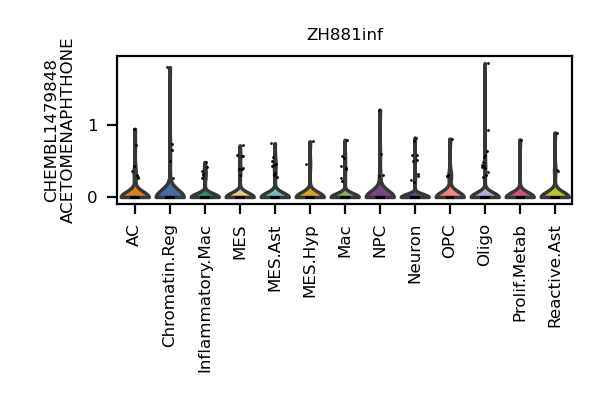 ZH881inf
CHEMBL1479848
ACETOMENAPHTHONE
1
0
AC
Chromatin.Reg
Inflammatory.Mac
MES
MES.Ast
MES.Hyp
Mac
NPC
Neuron
OPC
Oligo
Prolif.Metab
Reactive.Ast